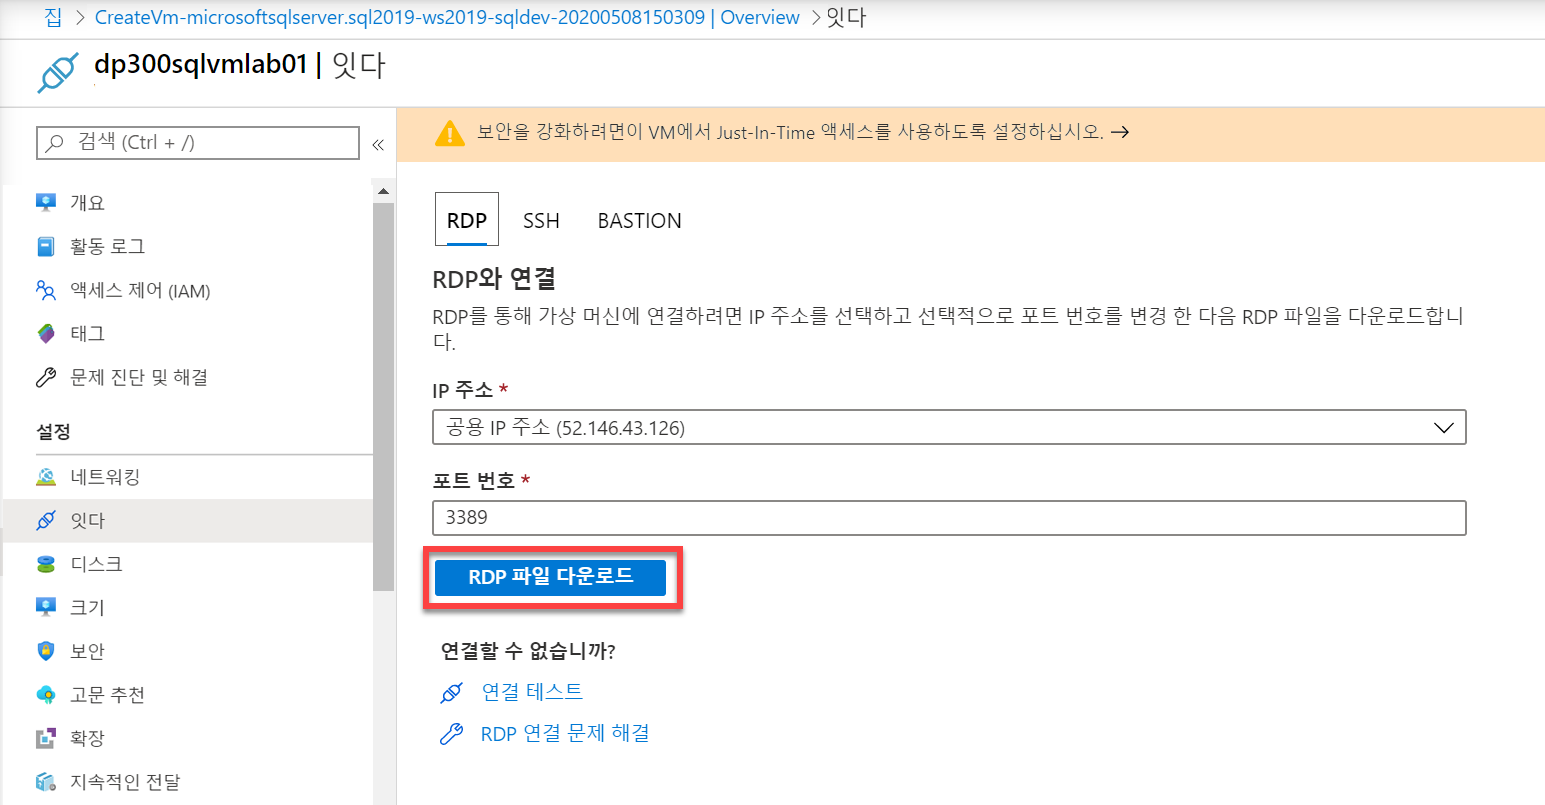 집 > CreateVm-microsoftsqlserver.sql2019-ws2019-sqldev-20200508150309 | Overview > 잇다
dp300sqlvmlab01 | 잇다
검색 (Ctrl + /)
«
개요
활동 로그
액세스 제어 (IAM)
태그
문제 진단 및 해결
설정
네트워킹
잇다
디스크
크기
보안
고문 추천
확장
지속적인 전달
보안을 강화하려면이 VM에서 Just-In-Time 액세스를 사용하도록 설정하십시오. →
RDP SSH BASTION
RDP와 연결
RDP를 통해 가상 머신에 연결하려면 IP 주소를 선택하고 선택적으로 포트 번호를 변경 한 다음 RDP 파일을 다운로드합니
다.
IP 주소 *
공용 IP 주소 (52.146.43.126)
포트 번호 *
3389
RDP 파일 다운로드
연결할 수 없습니까?
연결 테스트
RDP 연결 문제 해결